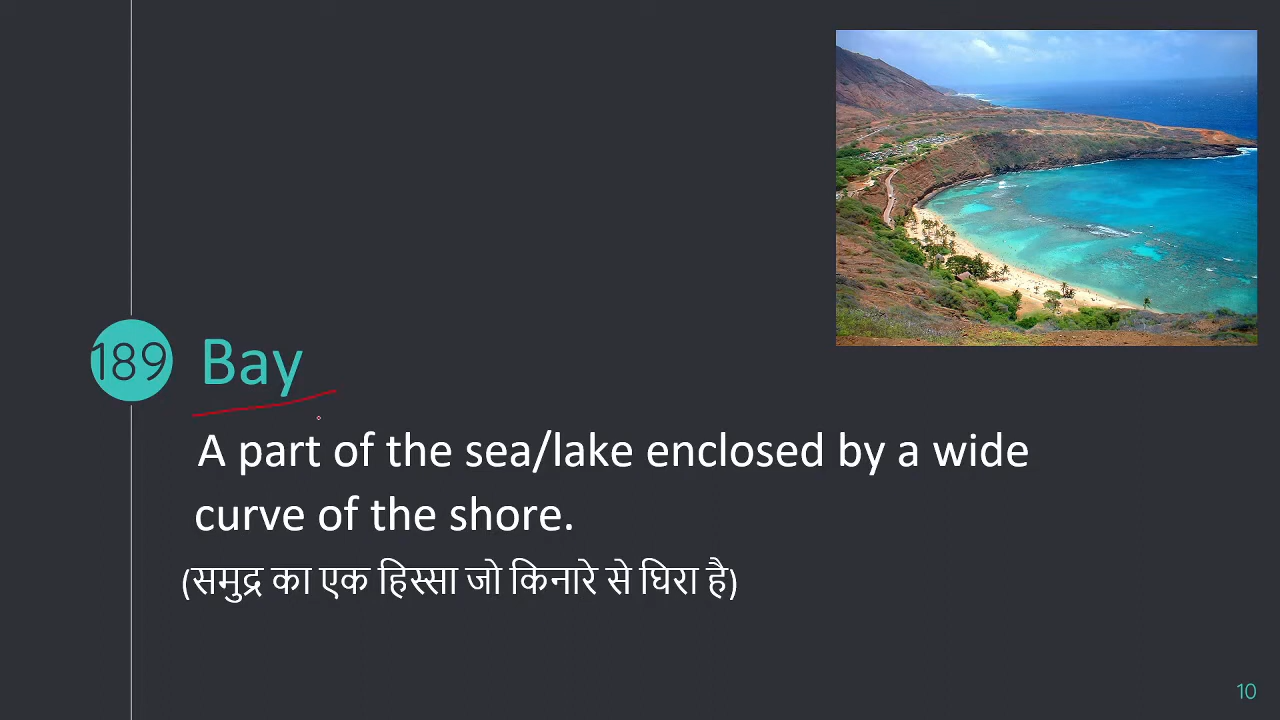 189 Bay
A part of the sea/lake enclosed by a wide
curve of the shore.
(समुद्र का एक हिस्सा जो किनारे से घिरा है)
10